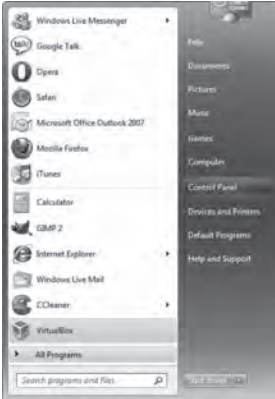 Windows Live Messenger
talk
Google Talk
Opera
Safari
Microsoft Office Outlook 2007
Mozilla Firefox
iTunes
Calculator
GIMP 2
Internet Explorer
Windows Live Mail
CCleaner
VirtualBox
All Programs
Search programs and files
Documents
Pictures
Music
Games
Computer
Control Panel
Devices and Printers
Default Programs
Help and Support
Shut down